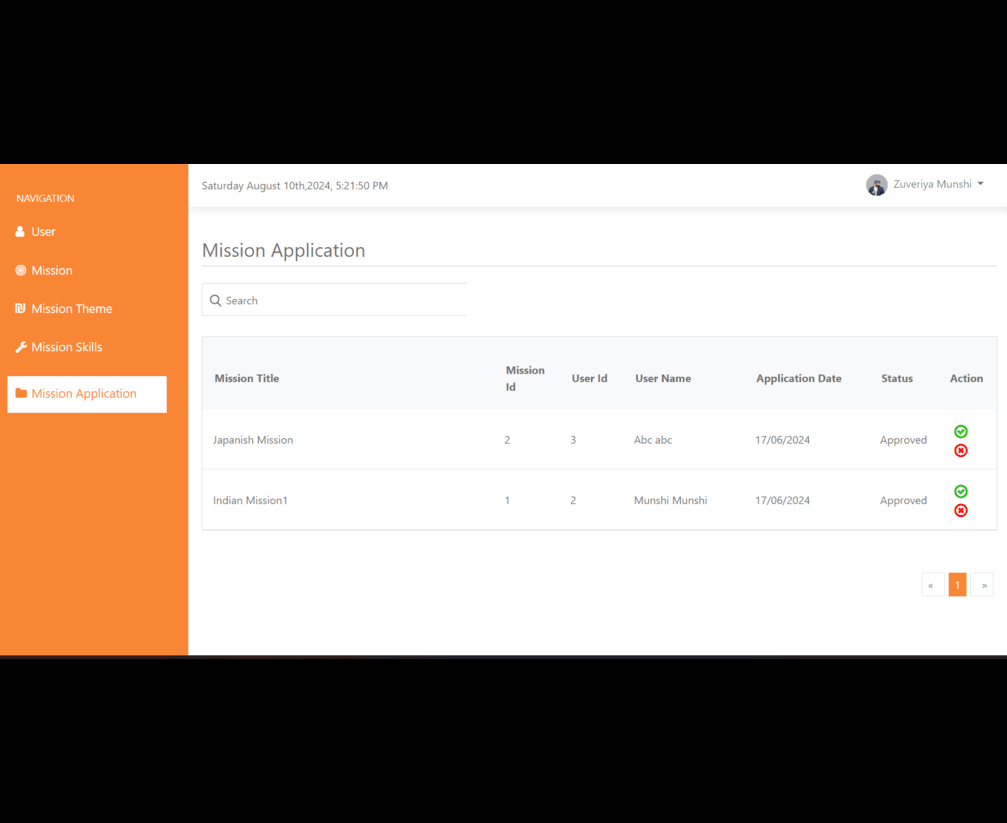 Saturday August 10th,2024, 5:21:50 PM
Zuveriya Munshi
NAVIGATION
User
Mission
Mission Theme
Mission Skills
Mission Application
Mission Application
Search
Mission Title Mission Id User Id User Name Application Date Status Action
Japanish Mission 2 3 Abc abc 17/06/2024 Approved
Indian Mission1 1 2 Munshi Munshi 17/06/2024 Approved
« 1 »